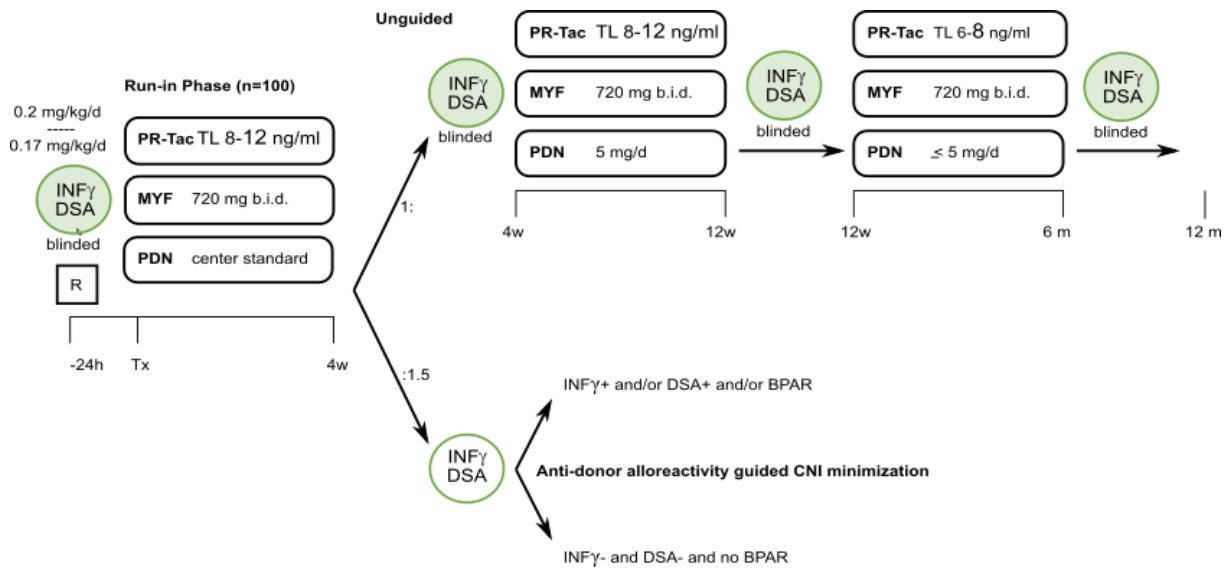 Unguided
PR-Tac TL 8-12 ng/ml
MYF 720 mg b.i.d.
PDN 5 mg/d
INFγ
DSA
blinded
4w
12w
INFγ
DSA
blinded
PR-Tac TL 6-8 ng/ml
MYF 720 mg b.i.d.
PDN ≤ 5 mg/d
12w
6 m
INFγ
DSA
blinded
12 m
Run-in Phase (n=100)
0.2 mg/kg/d
-----
0.17 mg/kg/d
INFγ
DSA
blinded
R
PR-Tac TL 8-12 ng/ml
MYF 720 mg b.i.d.
PDN center standard
-24h
Tx
4w
1:
:1.5
INFγ
DSA
INFγ+ and/or DSA+ and/or BPAR
Anti-donor alloreactivity guided CNI minimization
INFγ- and DSA- and no BPAR